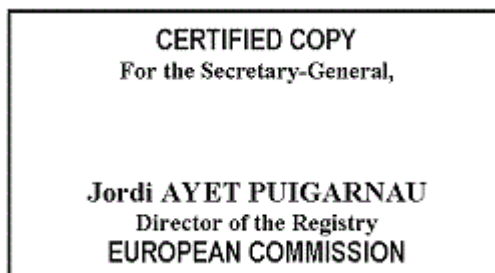 CERTIFIED COPY
For the Secretary-General,
Jordi AYET PUIGARNAU
Director of the Registry
EUROPEAN COMMISSION